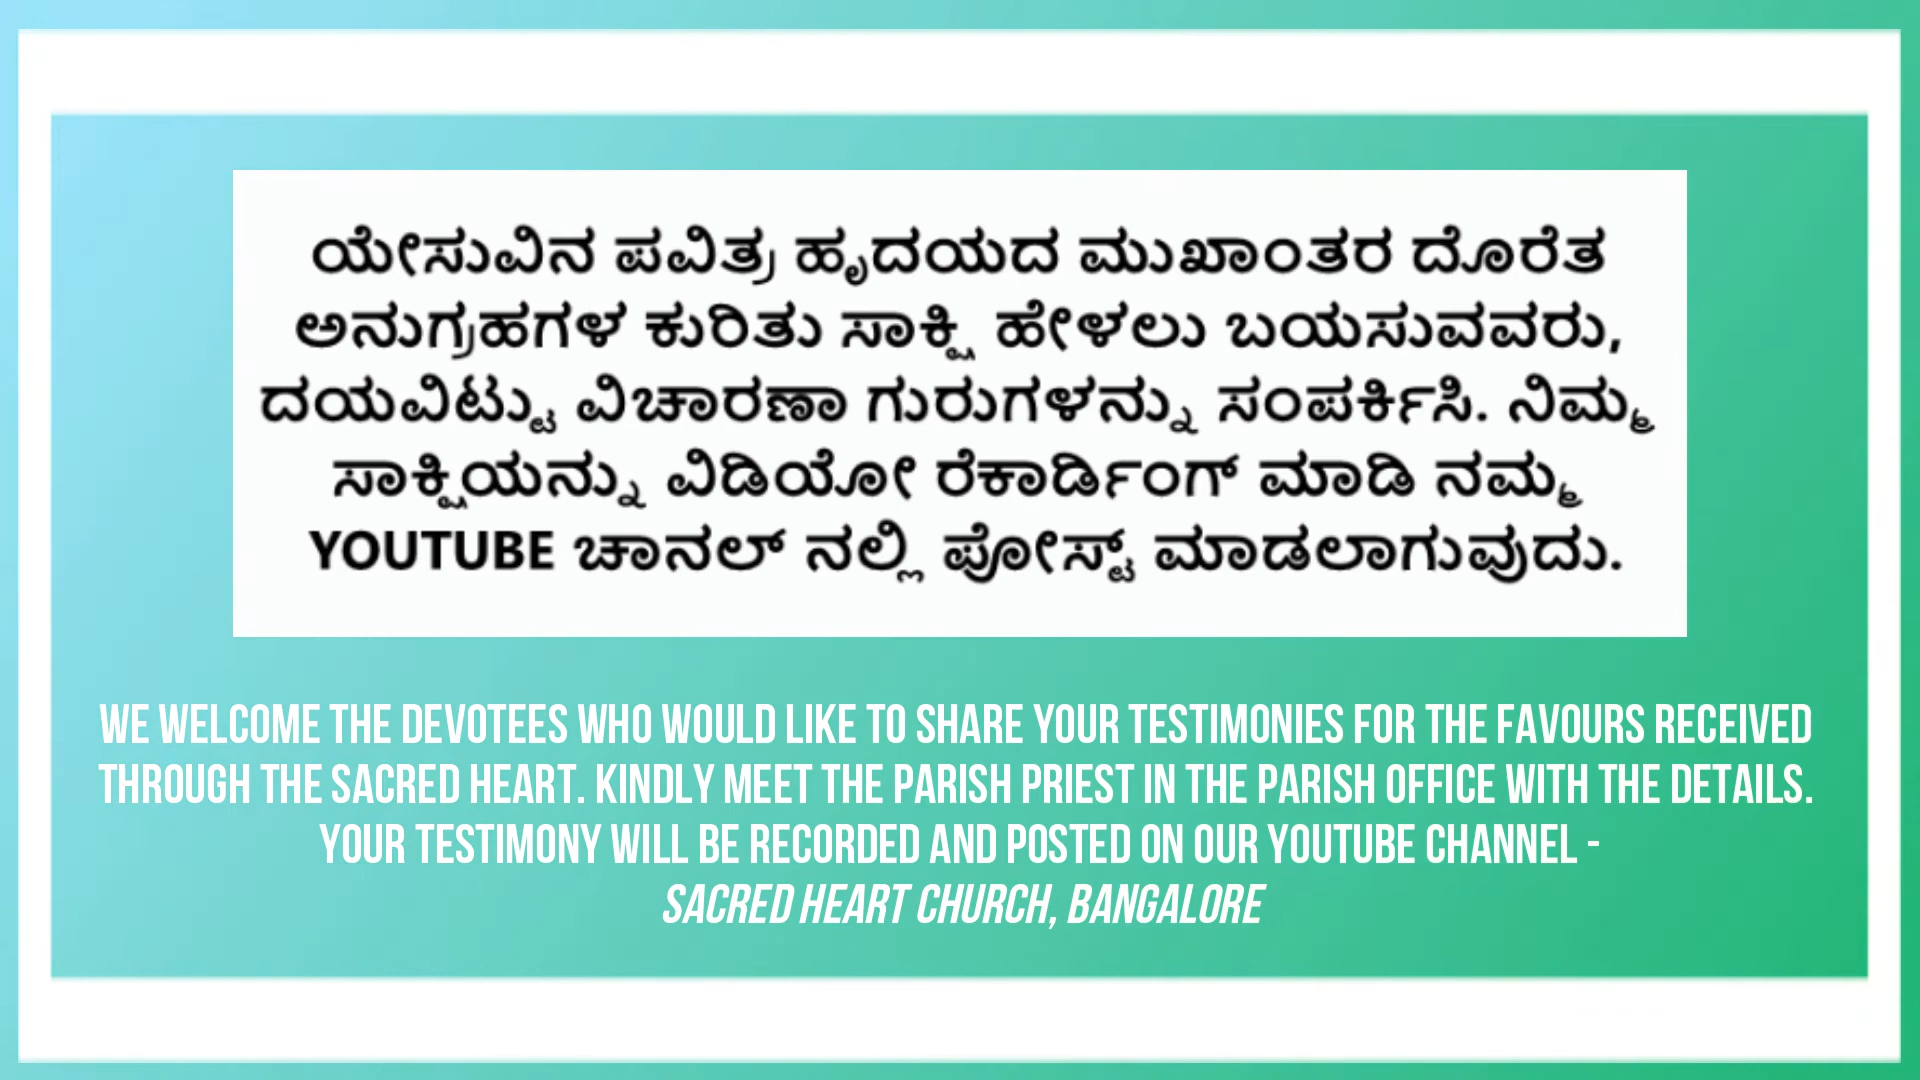 ಯೇಸುವಿನ ಪವಿತ್ರ ಹೃದಯದ ಮುಖಾಂತರ ದೊರೆತ
ಅನುಗ್ರಹಗಳ ಕುರಿತು ಸಾಕ್ಷಿ ಹೇಳಲು ಬಯಸುವವರು,
ದಯವಿಟ್ಟು ವಿಚಾರಣಾ ಗುರುಗಳನ್ನು ಸಂಪರ್ಕಿಸಿ. ನಿಮ್ಮ
ಸಾಕ್ಷಿಯನ್ನು ವಿಡಿಯೋ ರೆಕಾರ್ಡಿಂಗ್ ಮಾಡಿ ನಮ್ಮ
YOUTUBE ಚಾನಲ್ ನಲ್ಲಿ ಪೋಸ್ಟ್ ಮಾಡಲಾಗುವುದು.
WE WELCOME THE DEVOTEES WHO WOULD LIKE TO SHARE YOUR TESTIMONIES FOR THE FAVOURS RECEIVED
THROUGH THE SACRED HEART. KINDLY MEET THE PARISH PRIEST IN THE PARISH OFFICE WITH THE DETAILS.
YOUR TESTIMONY WILL BE RECORDED AND POSTED ON OUR YOUTUBE CHANNEL -
SACRED HEART CHURCH, BANGALORE